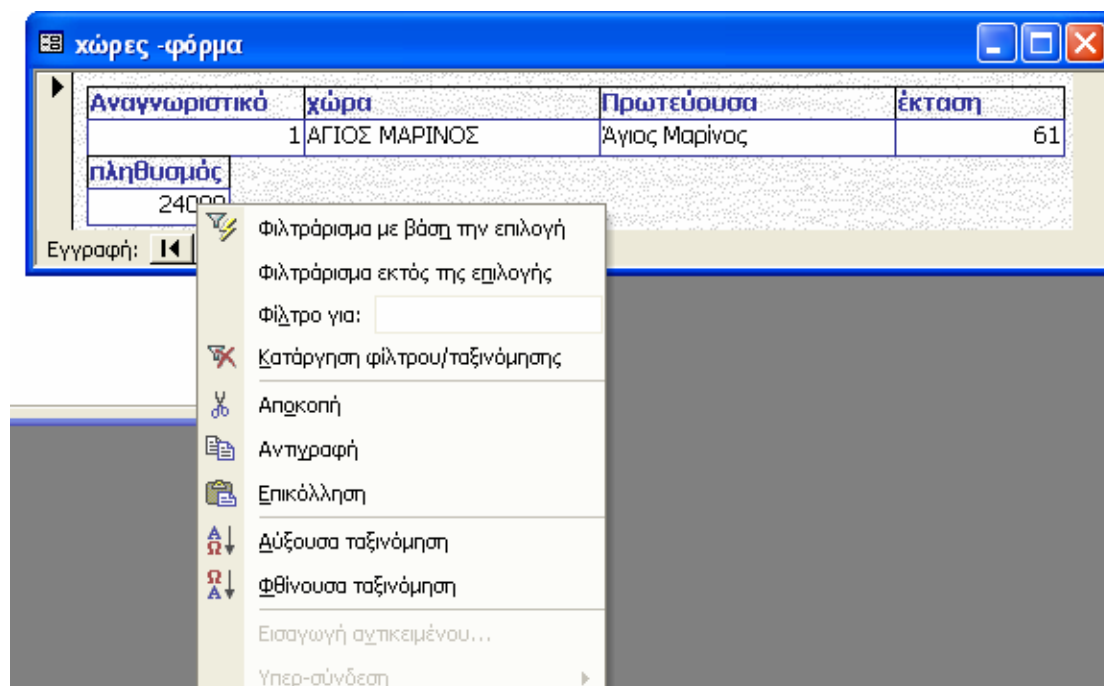 χώρες -φόρμα
Αναγνωριστικό χώρα Πρωτεύουσα έκταση
1 ΑΓΙΟΣ ΜΑΡΙΝΟΣ Άγιος Μαρίνος 61
πληθυσμός
Εγγραφή:
Φιλτράρισμα με βάση την επιλογή
Φιλτράρισμα εκτός της επιλογής
Φίλτρο για:
Κατάργηση φίλτρου/ταξινόμησης
Αποκοπή
Αντιγραφή
Επικόλληση
Αύξουσα ταξινόμηση
Φθίνουσα ταξινόμηση
Εισαγωγή αντικειμένου...
Υπερ-σύνδεση